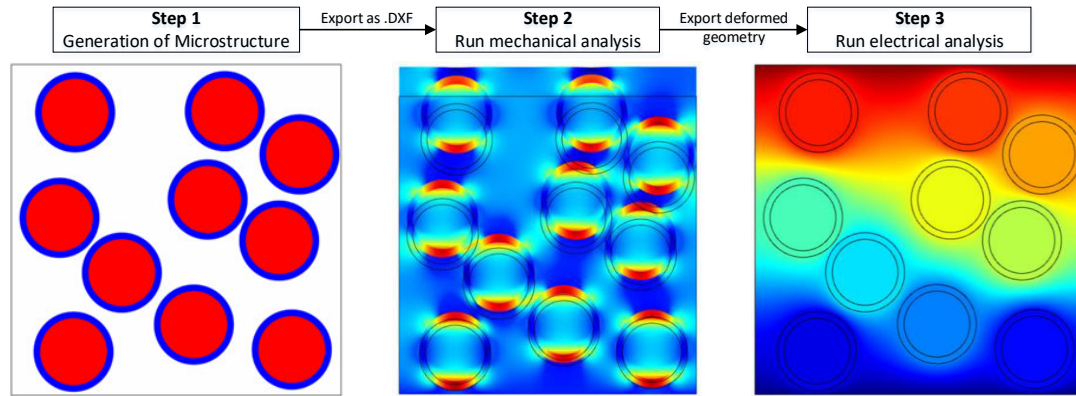 Step 1
Generation of Microstructure
Export as .DXF
Step 2
Run mechanical analysis
Export deformed
geometry
Step 3
Run electrical analysis